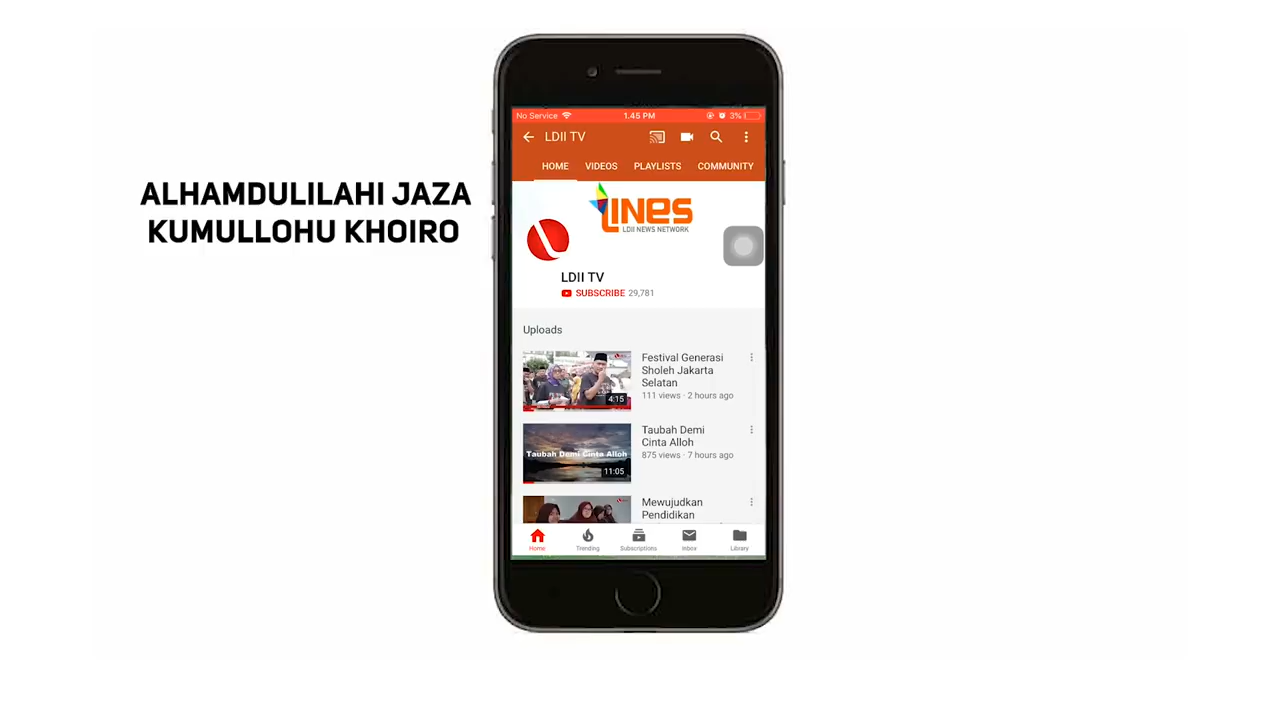 ALHAMDULILAHI JAZA
KUMULLOHU KHOIRO
No Service
1.45 PM
3%
LDII TV
HOME
VIDEOS
PLAYLISTS
COMMUNITY
LINES
LDII NEWS NETWORK
LDII TV
SUBSCRIBE 29,781
Uploads
4:15
Festival Generasi
Sholeh Jakarta
Selatan
111 views · 2 hours ago
Taubah Demi Cinta Alloh
11:05
Taubah Demi
Cinta Alloh
875 views · 7 hours ago
Mewujudkan
Pendidikan
Home
Trending
Subscriptions
Inbox
Library